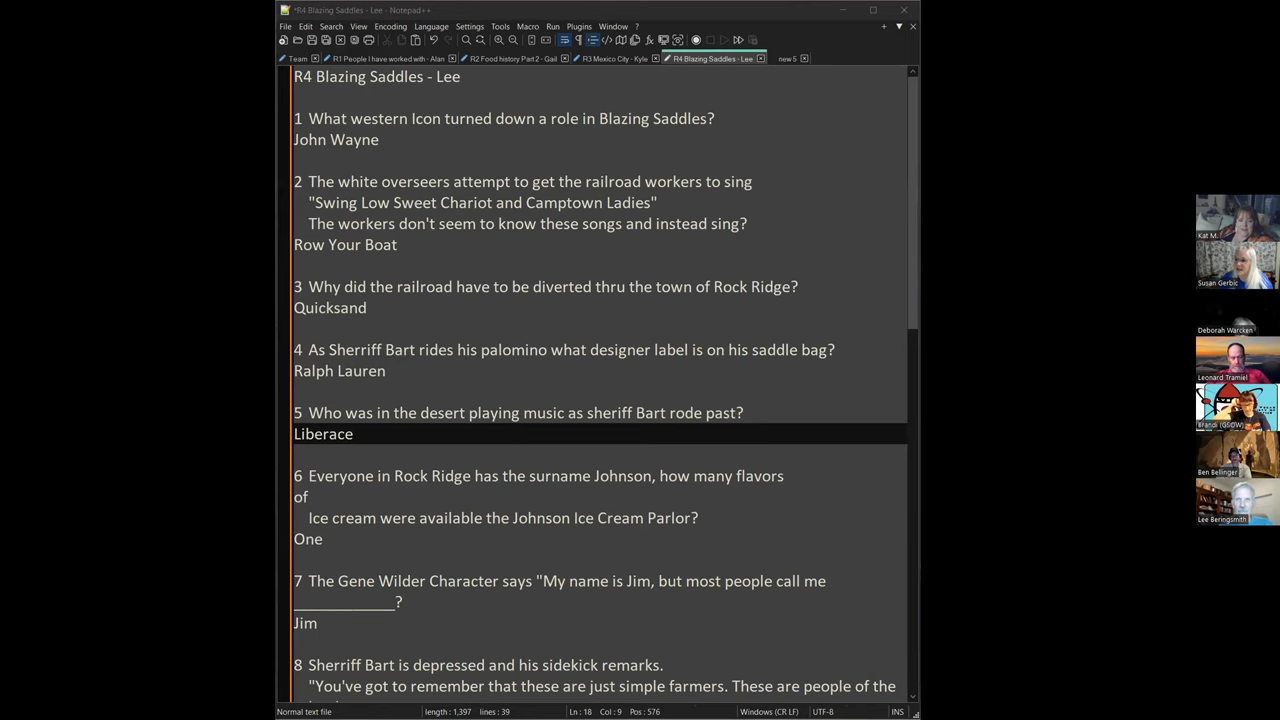 *R4 Blazing Saddles - Lee - Notepad++
File Edit Search View Encoding Language Settings Tools Macro Run Plugins Window ?
Team R1 People I have worked with - Alan R2 Food history Part 2 - Gail R3 Mexico City - Kyle R4 Blazing Saddles - Lee new 5
R4 Blazing Saddles - Lee
1 What western Icon turned down a role in Blazing Saddles?
John Wayne
2 The white overseers attempt to get the railroad workers to sing
"Swing Low Sweet Chariot and Camptown Ladies"
The workers don't seem to know these songs and instead sing?
Row Your Boat
3 Why did the railroad have to be diverted thru the town of Rock Ridge?
Quicksand
4 As Sherriff Bart rides his palomino what designer label is on his saddle bag?
Ralph Lauren
5 Who was in the desert playing music as sheriff Bart rode past?
Liberace
6 Everyone in Rock Ridge has the surname Johnson, how many flavors
of
Ice cream were available the Johnson Ice Cream Parlor?
One
7 The Gene Wilder Character says "My name is Jim, but most people call me
____________?
Jim
8 Sherriff Bart is depressed and his sidekick remarks.
"You've got to remember that these are just simple farmers. These are people of the
Normal text file length : 1,397 lines : 39 Ln : 18 Col : 9 Pos : 576 Windows (CR LF) UTF-8 INS
Kat M.
Susan Gerbic
Deborah Warcken
Leonard Tramiel
Brandi (GSOW)
Ben Bellinger
Lee Beringsmith